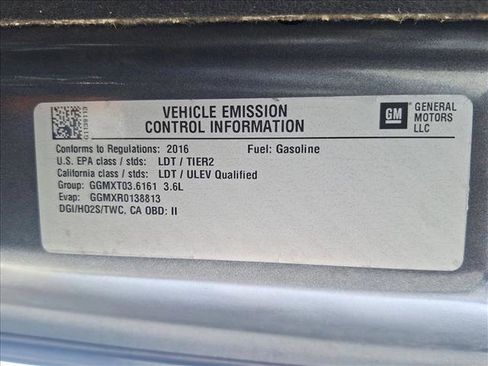 VEHICLE EMISSION
CONTROL INFORMATION
GM
GENERAL
MOTORS
LLC
Conforms to Regulations: 2016 Fuel: Gasoline
U.S. EPA class / stds: LDT / TIER2
California class / stds: LDT / ULEV Qualified
Group: GGMXT03.6161 3.6L
Evap: GGMXR0138813
DGI/HO2S/TWC, CA OBD: II